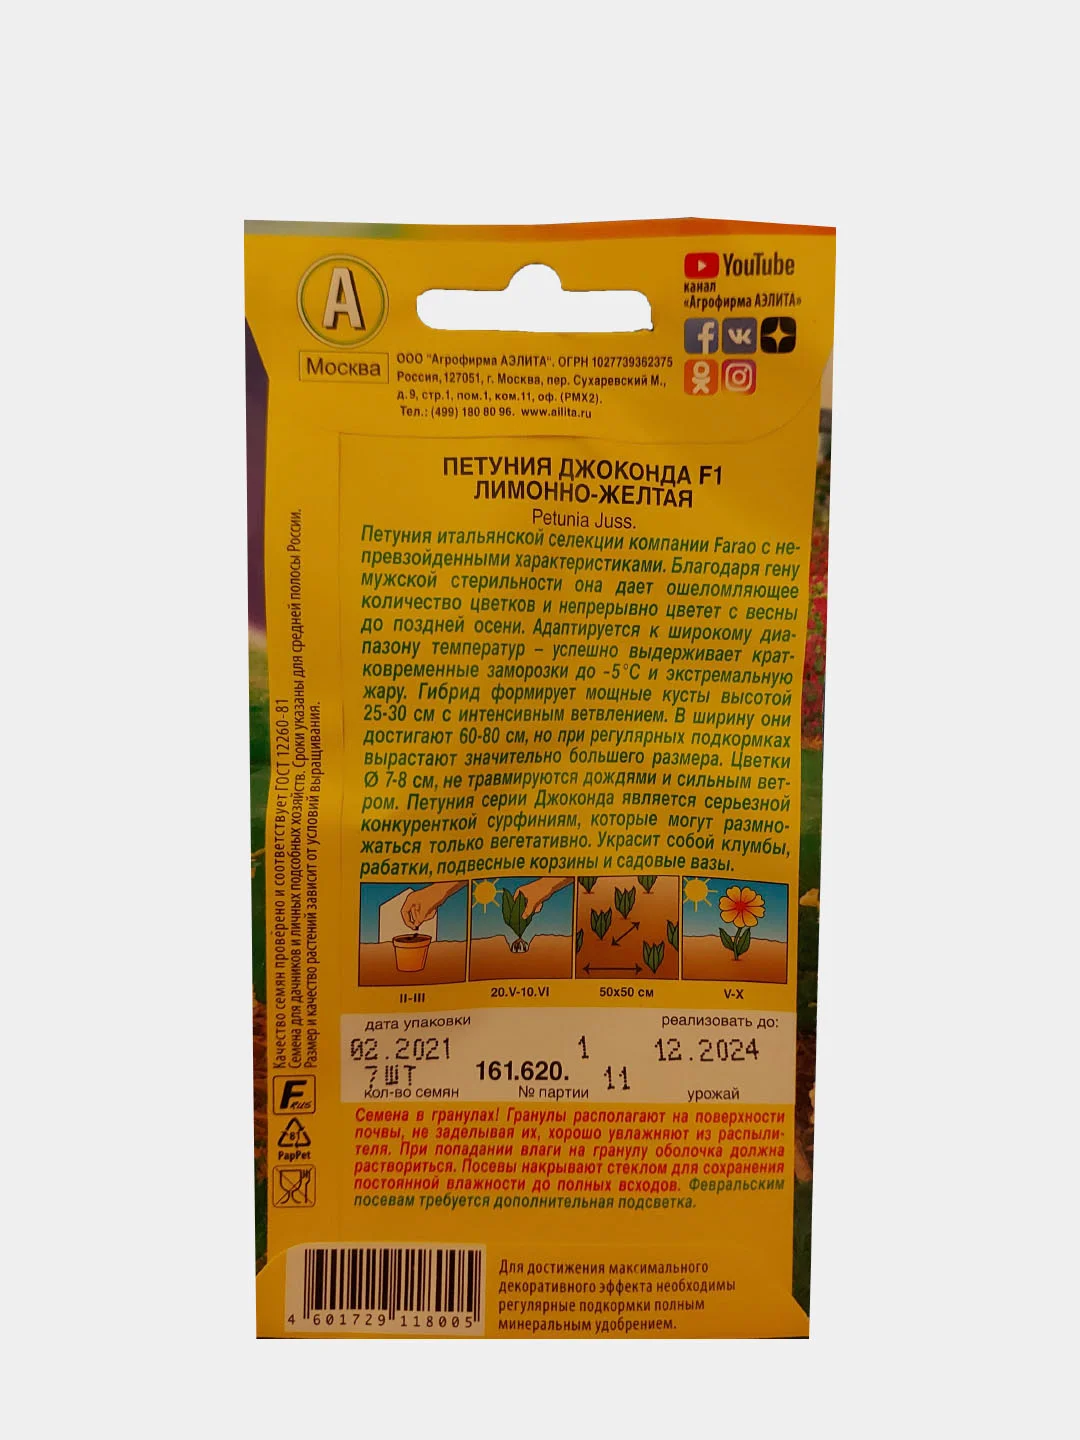 А
Москва
YouTube
канал
«Агрофирма АЭЛИТА»
ООО "Агрофирма АЭЛИТА". ОГРН 1027739362375
Россия,127051, г. Москва, пер. Сухаревский М.,
д.9, стр.1, пом.1, ком.11, оф. (РМХ2).
Тел.: (499) 180 80 96. www.ailita.ru
ПЕТУНИЯ ДЖОКОНДА F1
ЛИМОННО-ЖЕЛТАЯ
Petunia Juss.
Петуния итальянской селекции компании Farao с не-
превзойденными характеристиками. Благодаря гену
мужской стерильности она дает ошеломляющее
количество цветков и непрерывно цветет с весны
до поздней осени. Адаптируется к широкому диа-
пазону температур – успешно выдерживает крат-
ковременные заморозки до -5°С и экстремальную
жару. Гибрид формирует мощные кусты высотой
25-30 см с интенсивным ветвлением. В ширину они
достигают 60-80 см, но при регулярных подкормках
вырастают значительно большего размера. Цветки
Ø 7-8 см, не травмируются дождями и сильным вет-
ром. Петуния серии Джоконда является серьезной
конкуренткой сурфиниям, которые могут размно-
жаться только вегетативно. Украсит собой клумбы,
рабатки, подвесные корзины и садовые вазы.
II-III
20.V-10.VI
50x50 см
V-X
дата упаковки
реализовать до:
02.2021
1
12.2024
7 ШТ
161.620.
11
кол-во семян
№ партии
урожай
Семена в гранулах! Гранулы располагают на поверхности
почвы, не заделывая их, хорошо увлажняют из распыли-
теля. При попадании влаги на гранулу оболочка должна
раствориться. Посевы накрывают стеклом для сохранения
постоянной влажности до полных всходов. Февральским
посевам требуется дополнительная подсветка.
Качество семян проверено и соответствует ГОСТ 12260-81
Семена для дачников и личных подсобных хозяйств. Сроки указаны для средней полосы России.
Размер и качество растений зависит от условий выращивания.
F RUS
81
PapPet
4 601729 118005
Для достижения максимального
декоративного эффекта необходимы
регулярные подкормки полным
минеральным удобрением.